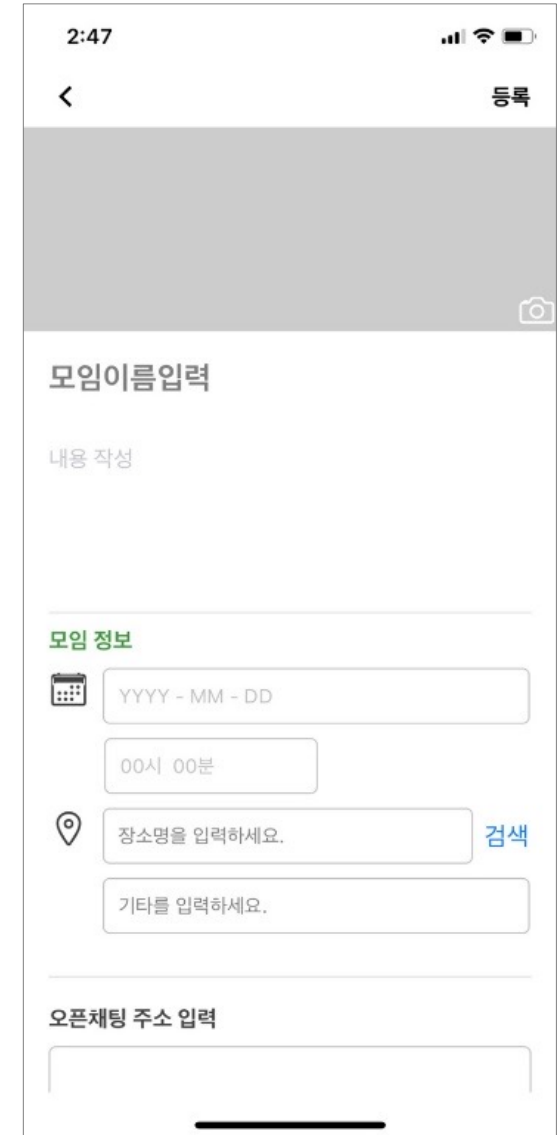 2:47
등록
모임이름입력
내용 작성
모임 정보
YYYY - MM - DD
00시 00분
장소명을 입력하세요.
검색
기타를 입력하세요.
오픈채팅 주소 입력